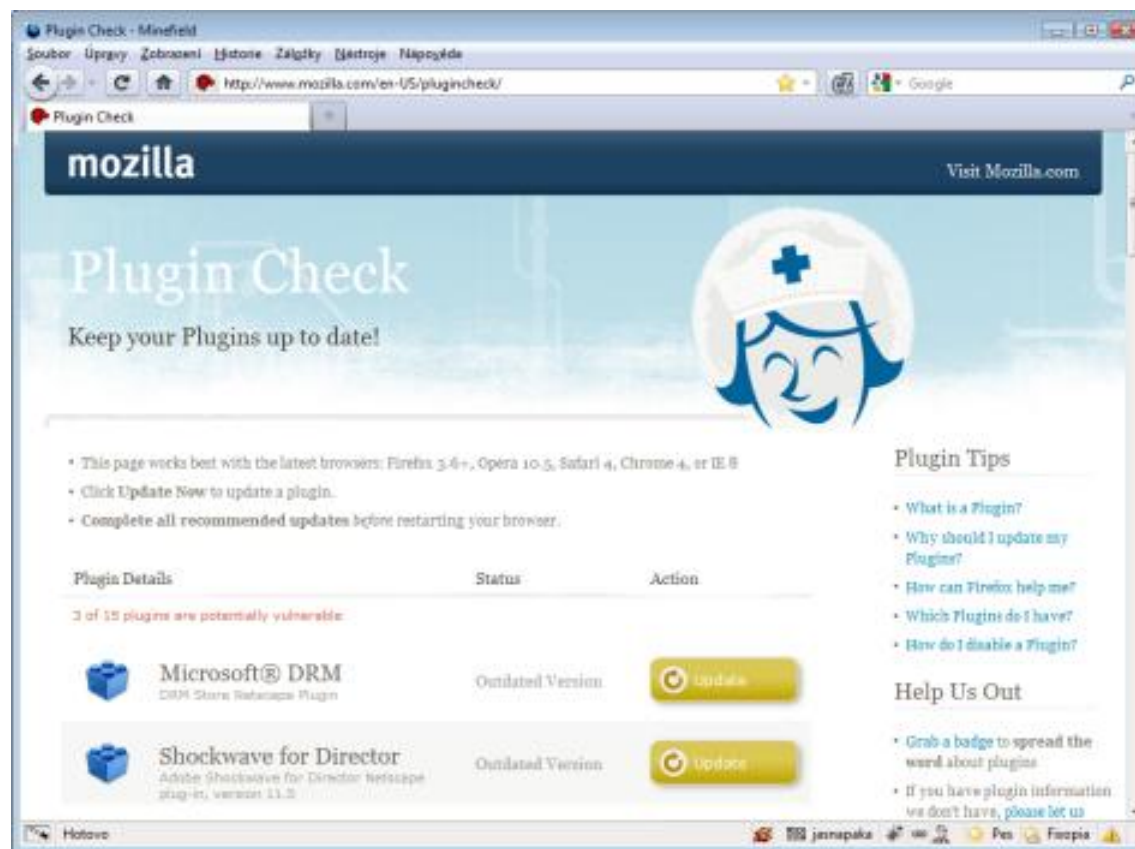 Plugin Check - Minefield
Soubor Úpravy Zobrazení Historie Záložky Nástroje Nápověda
http://www.mozilla.com/en-US/plugincheck/
Google
Plugin Check
mozilla
Visit Mozilla.com
Plugin Check
Keep your Plugins up to date!
• This page works best with the latest browsers: Firefox 3.6+, Opera 10.5, Safari 4, Chrome 4, or IE 8
• Click Update Now to update a plugin.
• Complete all recommended updates before restarting your browser.
Plugin Details Status Action
3 of 15 plugins are potentially vulnerable
Microsoft® DRM
DRM Store Netscape Plugin
Outdated Version
Update
Shockwave for Director
Adobe Shockwave for Director Netscape
plug-in, version 11.5
Outdated Version
Update
Plugin Tips
• What is a Plugin?
• Why should I update my
Plugins?
• How can Firefox help me?
• Which Plugins do I have?
• How do I disable a Plugin?
Help Us Out
• Grab a badge to spread the
word about plugins
• If you have plugin information
we don't have, please let us
Hotovo
jasnapaka
Pes